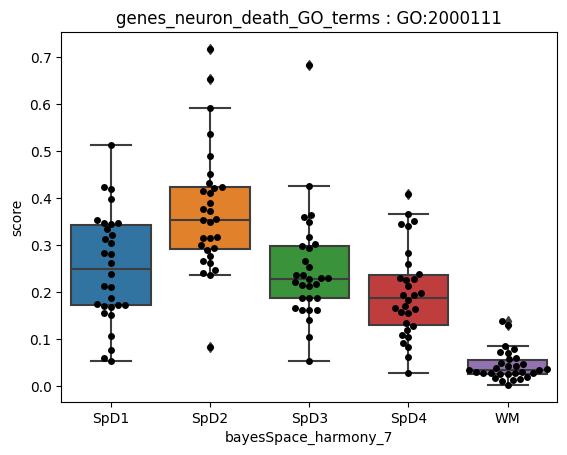 genes_neuron_death_GO_terms : GO:2000111
score
0.7
0.6
0.5
0.4
0.3
0.2
0.1
0.0
SpD1 SpD2 SpD3 SpD4 WM
bayesSpace_harmony_7